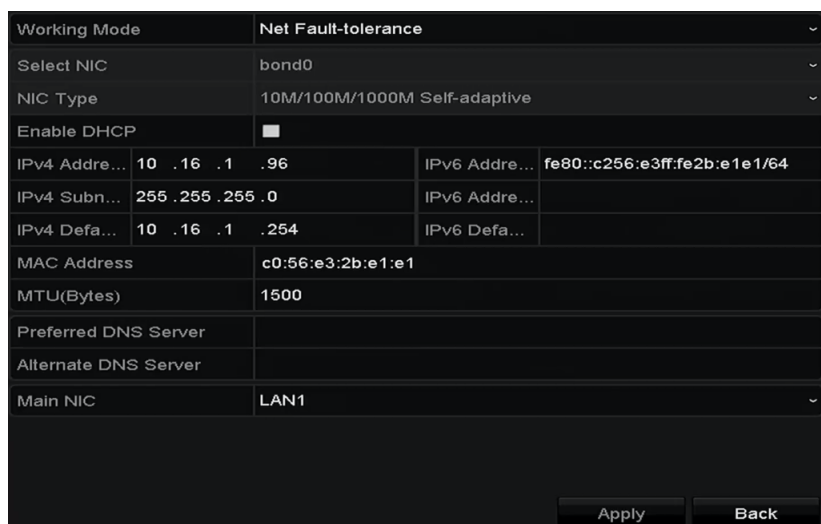 Working Mode Net Fault-tolerance
Select NIC bond0
NIC Type 10M/100M/1000M Self-adaptive
Enable DHCP
IPv4 Addre... 10 .16 .1 .96 IPv6 Addre... fe80::c256:e3ff:fe2b:e1e1/64
IPv4 Subn... 255.255.255.0 IPv6 Addre...
IPv4 Defa... 10 .16 .1 .254 IPv6 Defa...
MAC Address c0:56:e3:2b:e1:e1
MTU(Bytes) 1500
Preferred DNS Server
Alternate DNS Server
Main NIC LAN1
Apply Back